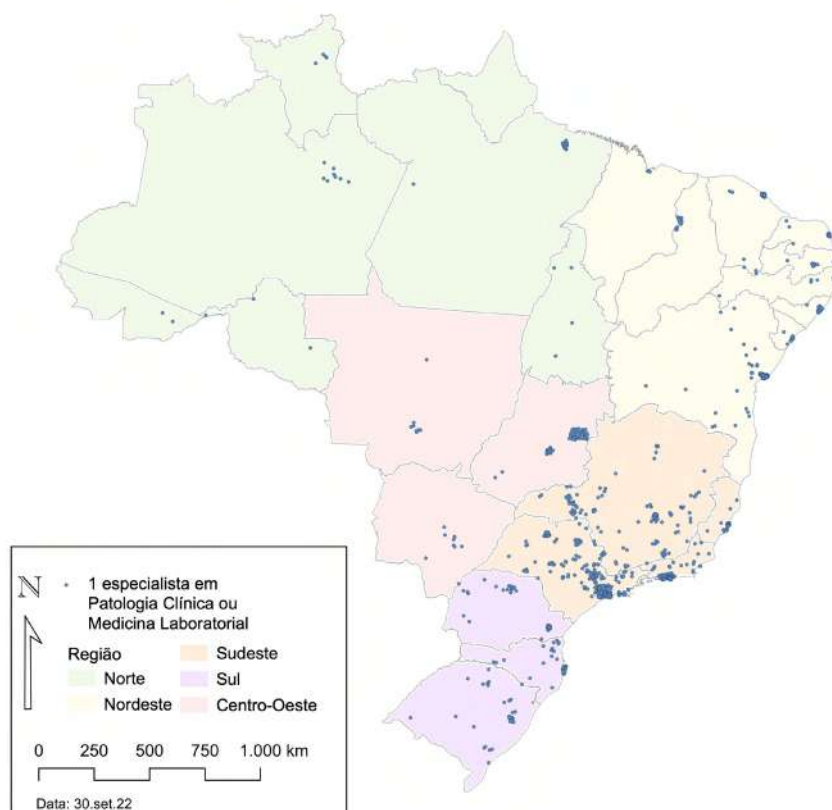 N
1 especialista em
Patologia Clínica ou
Medicina Laboratorial
Região
Norte
Nordeste
Sudeste
Sul
Centro-Oeste
0 250 500 750 1.000 km
Data: 30.set.22